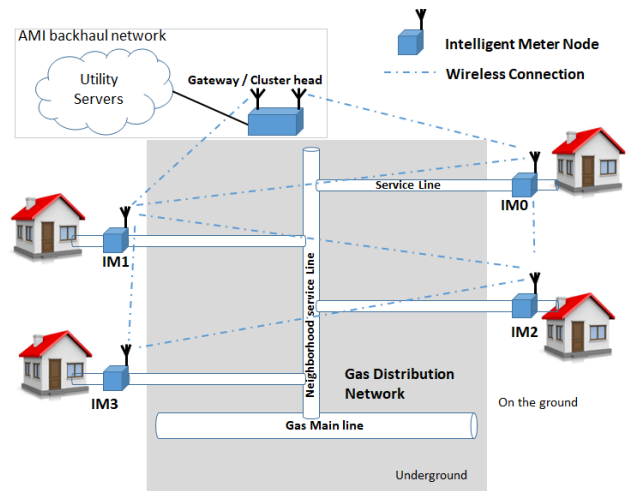 AMI backhaul network
Utility
Servers
Gateway / Cluster head
Intelligent Meter Node
Wireless Connection
Service Line
IM0
IM1
Neighborhood service Line
IM2
IM3
Gas Distribution
Network
On the ground
Gas Main line
Underground